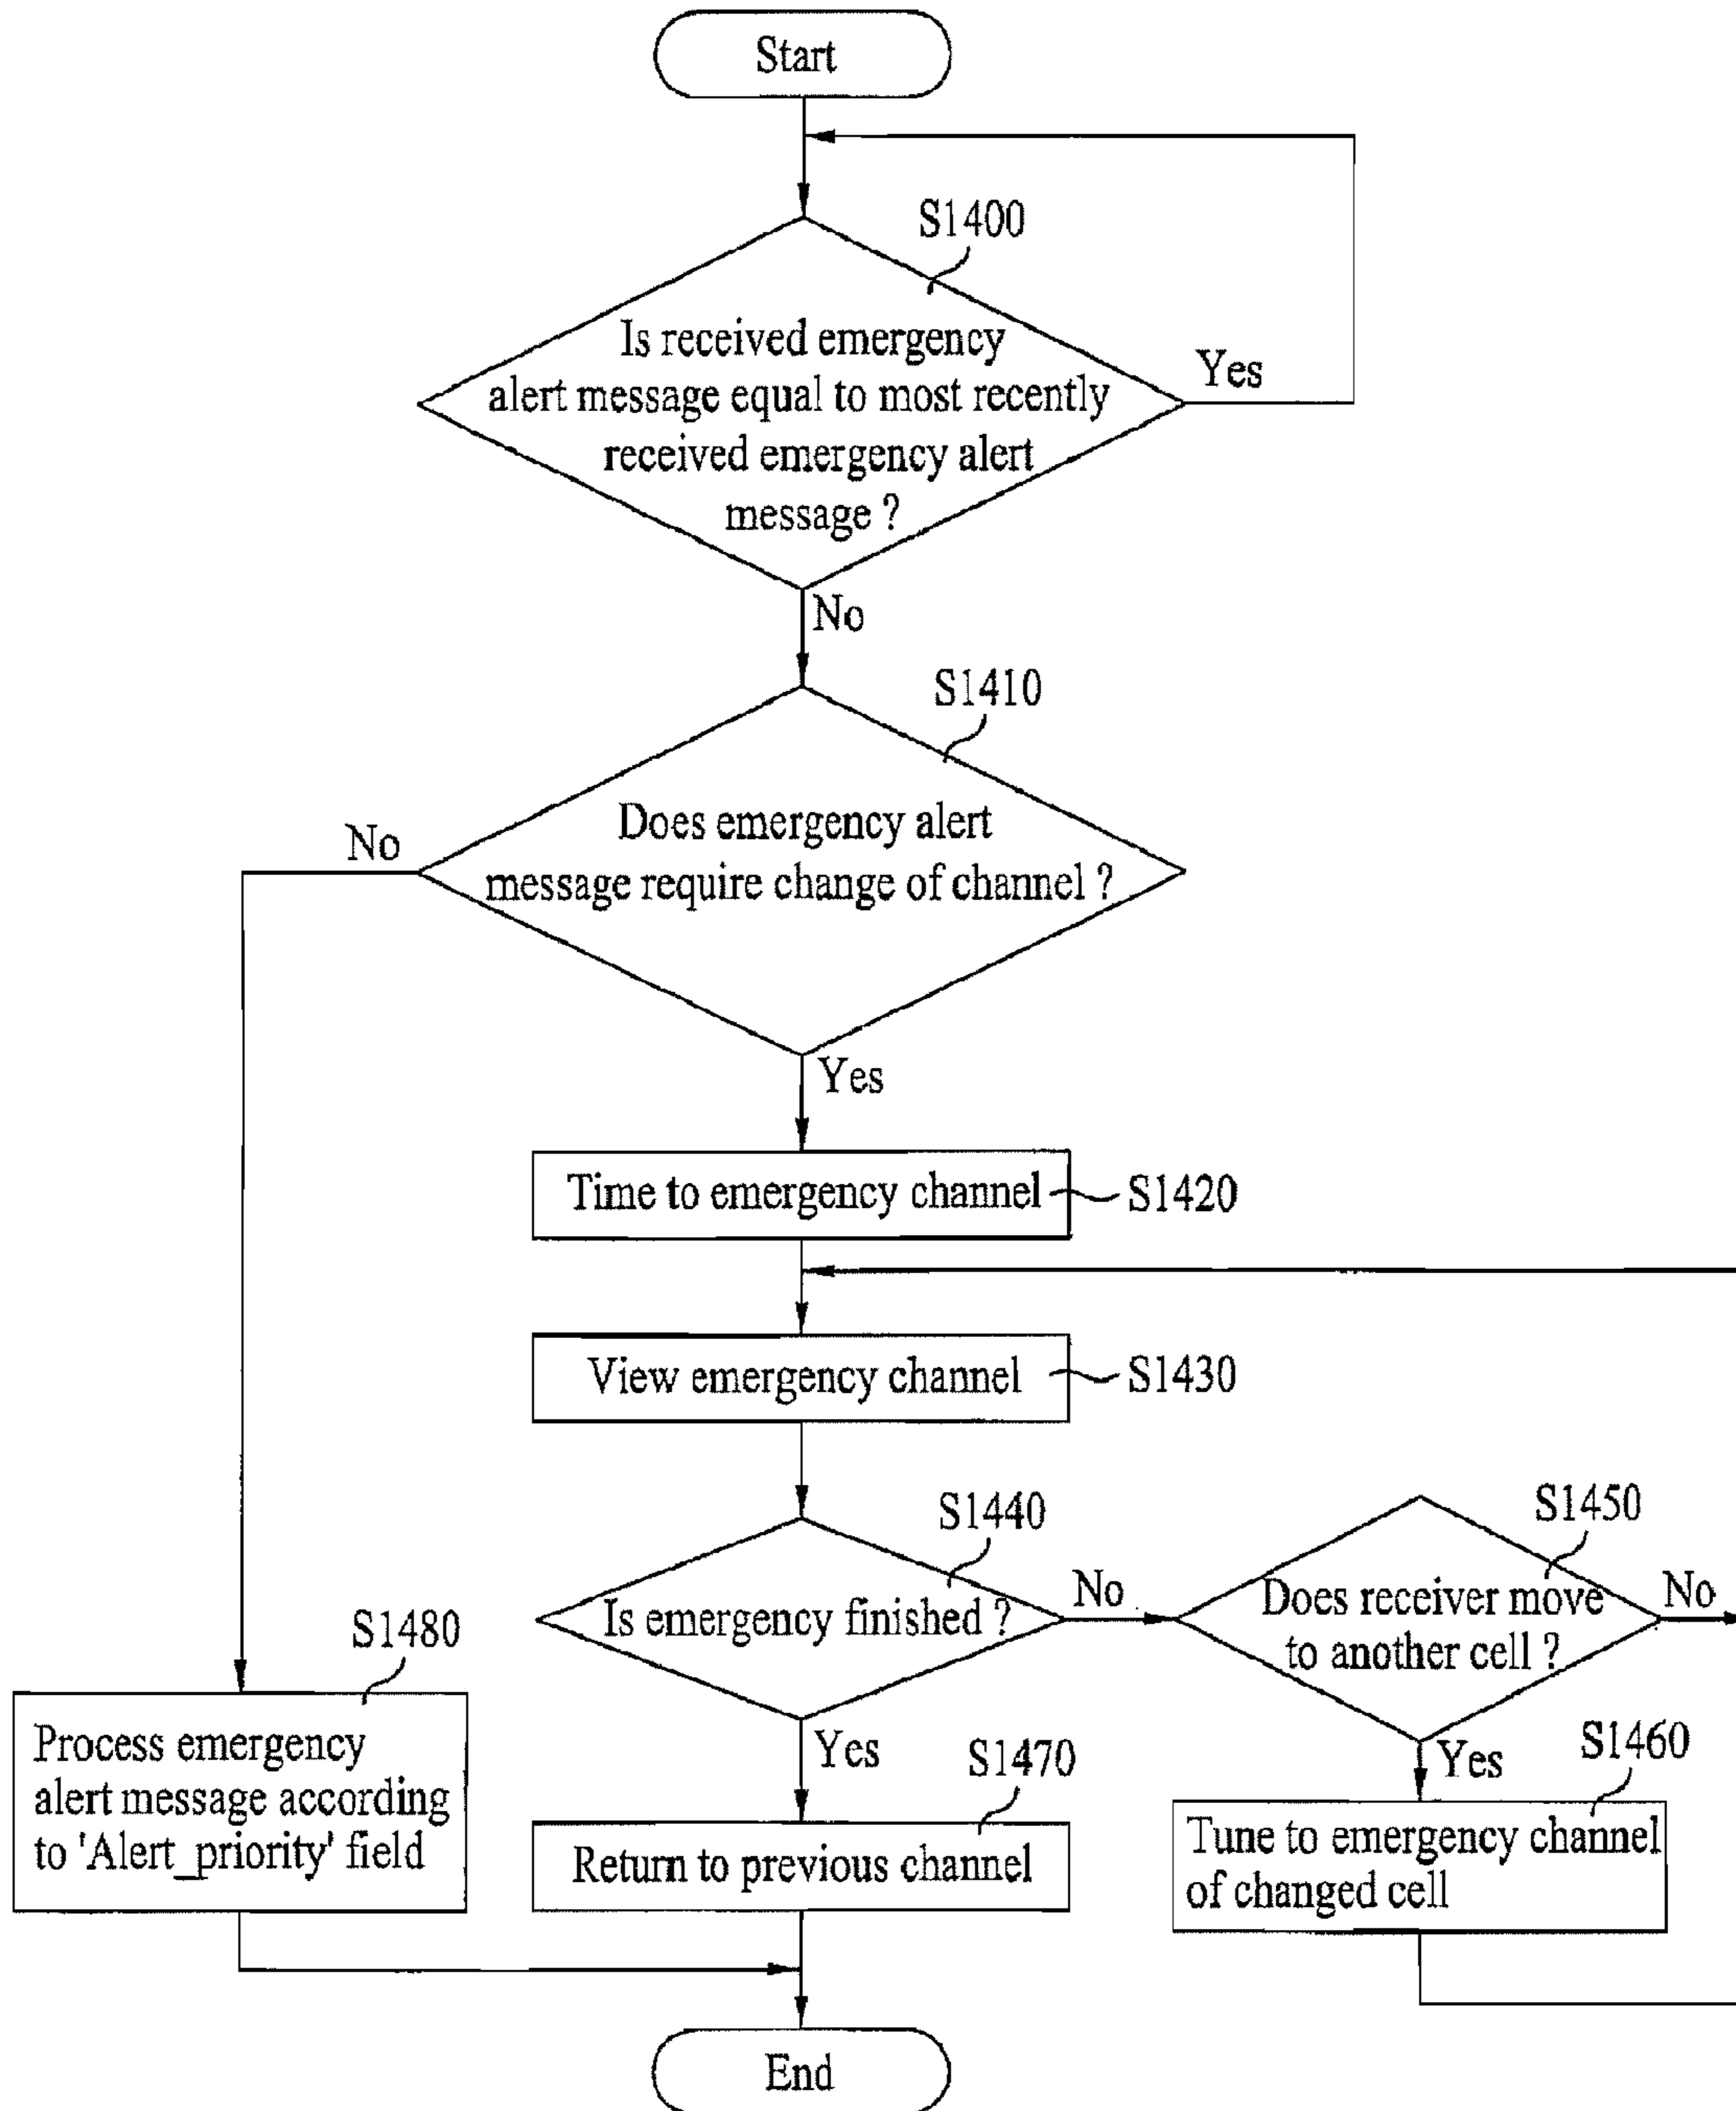 Start
S1400
Is received emergency
alert message equal to most recently
received emergency alert
message ?
Yes
No
S1410
Does emergency alert
message require change of channel ?
No
Yes
Time to emergency channel
S1420
View emergency channel
S1430
S1440
Is emergency finished ?
No
S1450
Does receiver move
to another cell ?
No
S1480
Process emergency
alert message according
to 'Alert_priority' field
Yes
S1470
Return to previous channel
Yes
S1460
Tune to emergency channel
of changed cell
End